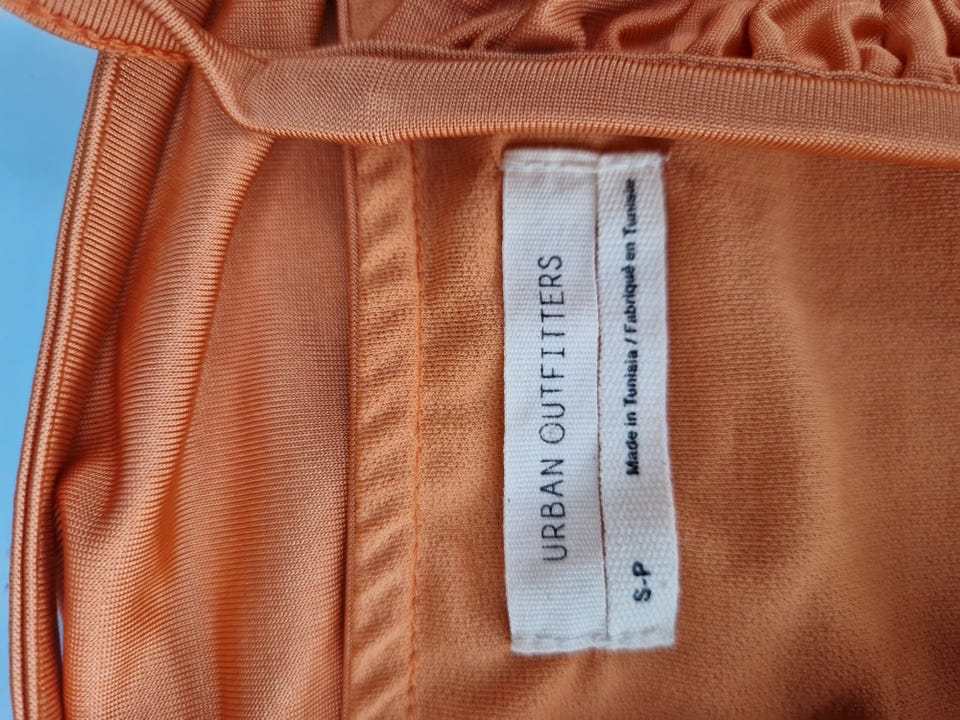 URBAN OUTFITTERS
S-P
Made in Tunisia / Fabriqué en Tunisie